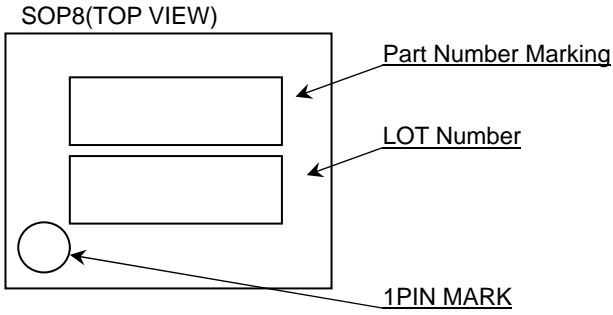 SOP8(TOP VIEW)
Part Number Marking
LOT Number
1PIN MARK